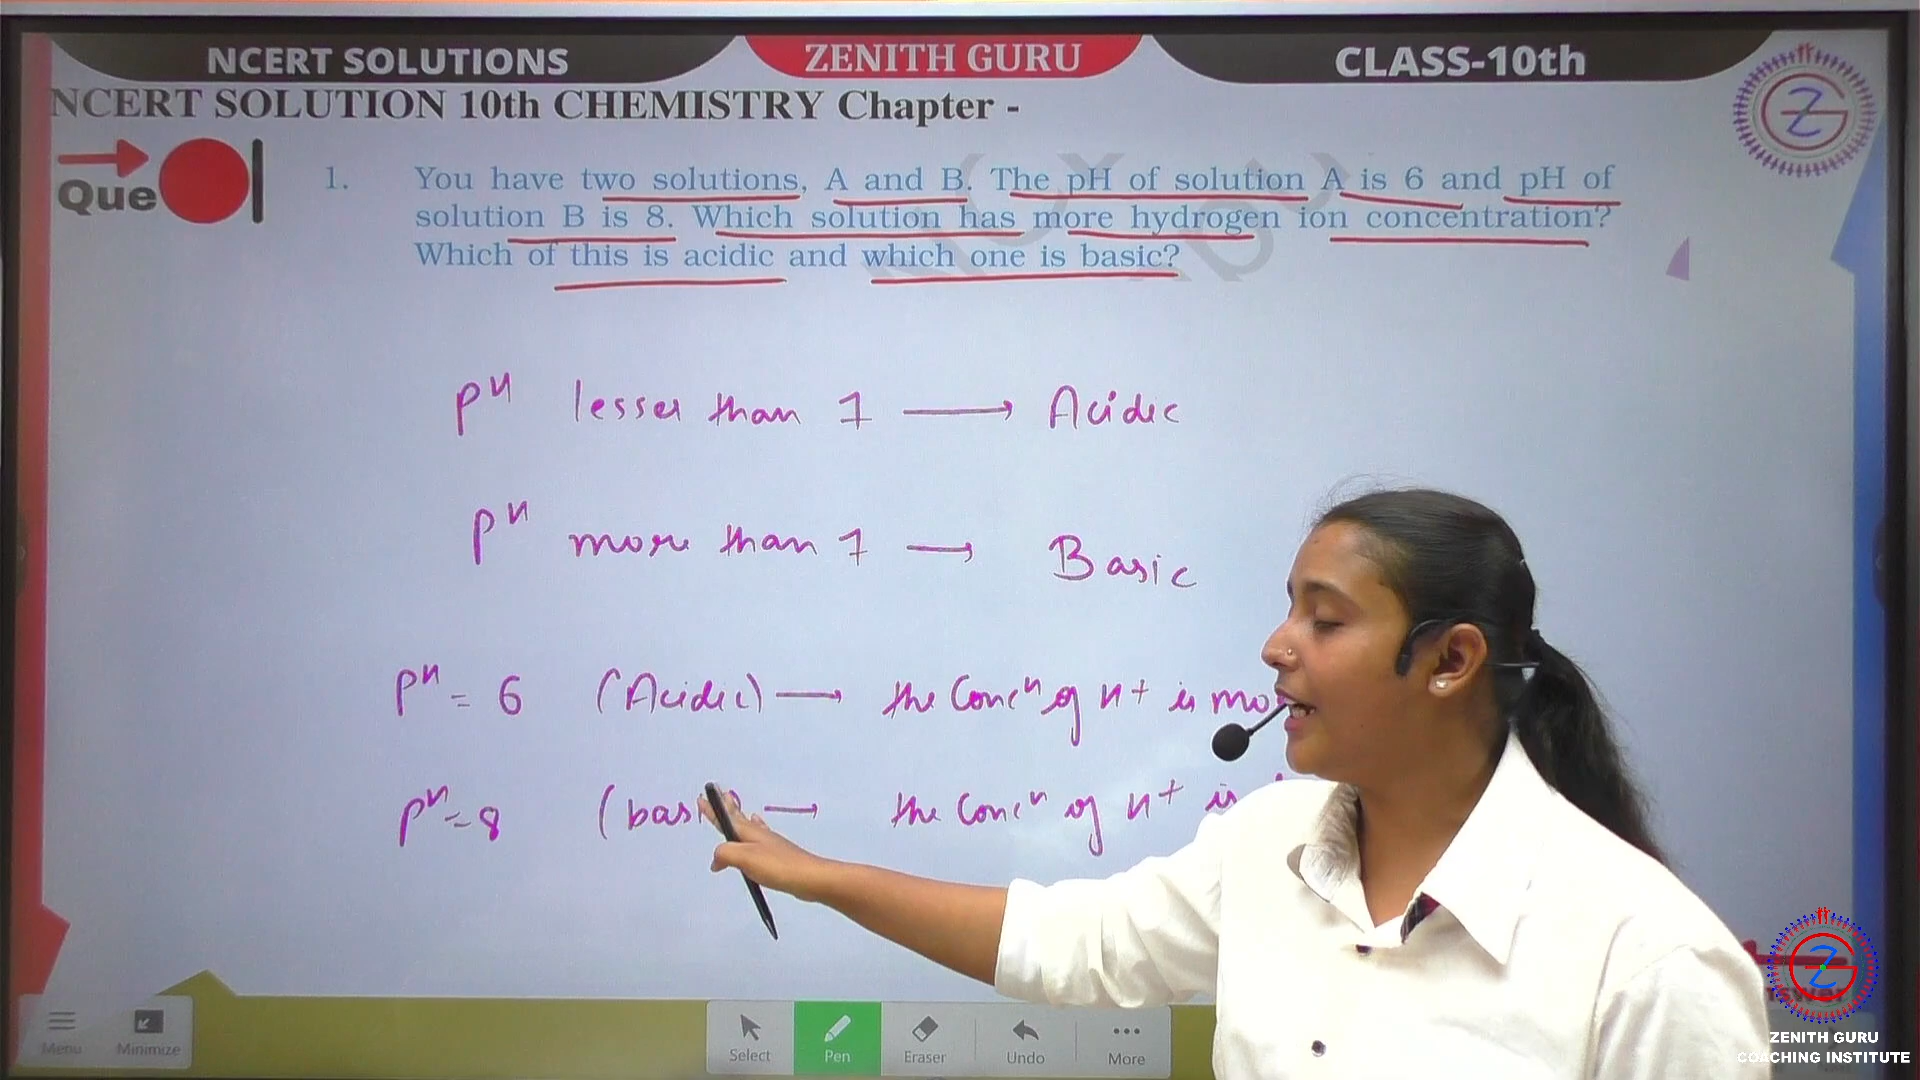 NCERT SOLUTIONS
ZENITH GURU
CLASS-10th
NCERT SOLUTION 10th CHEMISTRY Chapter -
Que
1. You have two solutions, A and B. The pH of solution A is 6 and pH of
solution B is 8. Which solution has more hydrogen ion concentration?
Which of this is acidic and which one is basic?
pH lesser than 7 → Acidic
pH more than 7 → Basic
pH = 6 (Acidic) → the Concn of H+ is mo
pH = 8 (basi → the Concn of H+ is
Menu
Minimize
Select
Pen
Eraser
Undo
More
ZENITH GURU
COACHING INSTITUTE